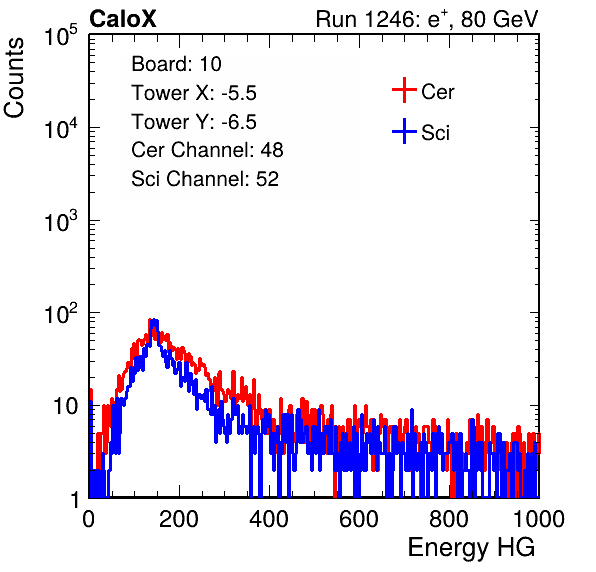 CaloX Run 1246: e⁺, 80 GeV
Counts
Board: 10
Tower X: -5.5
Tower Y: -6.5
Cer Channel: 48
Sci Channel: 52
Cer
Sci
10⁵
10⁴
10³
10²
10
1
0 200 400 600 800 1000
Energy HG